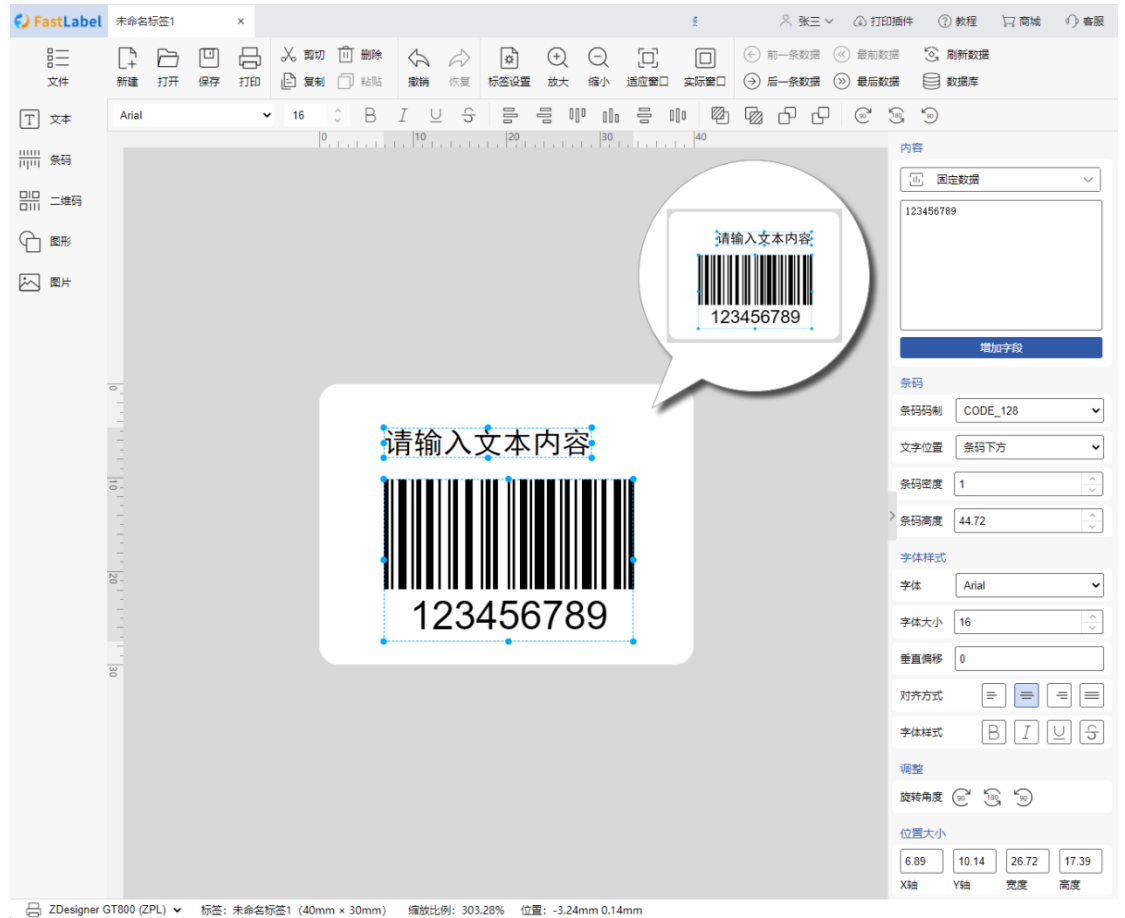 FastLabel 未命名标签1 × 张三 打印插件 教程 商城 客服
文件 新建 打开 保存 打印 剪切 复制 删除 粘贴 撤销 恢复 标签设置 放大 缩小 适应窗口 实际窗口 前一条数据 后一条数据 最前数据 最后数据 刷新数据 数据库
Arial 16 B I U S 90 180 90
文本
条码
二维码
图形
图片
0 10 20 30 40
0
10
20
30
请输入文本内容
123456789
请输入文本内容
123456789
内容
固定数据
123456789
增加字段
条码
条码码制 CODE_128
文字位置 条码下方
条码密度 1
条码高度 44.72
字体样式
字体 Arial
字体大小 16
垂直偏移 0
对齐方式
字体样式 B I U S
调整
旋转角度 90 180 90
位置大小
6.89 10.14 26.72 17.39
X轴 Y轴 宽度 高度
ZDesigner GT800 (ZPL) 标签：未命名标签1（40mm × 30mm） 缩放比例：303.28% 位置：-3.24mm 0.14mm